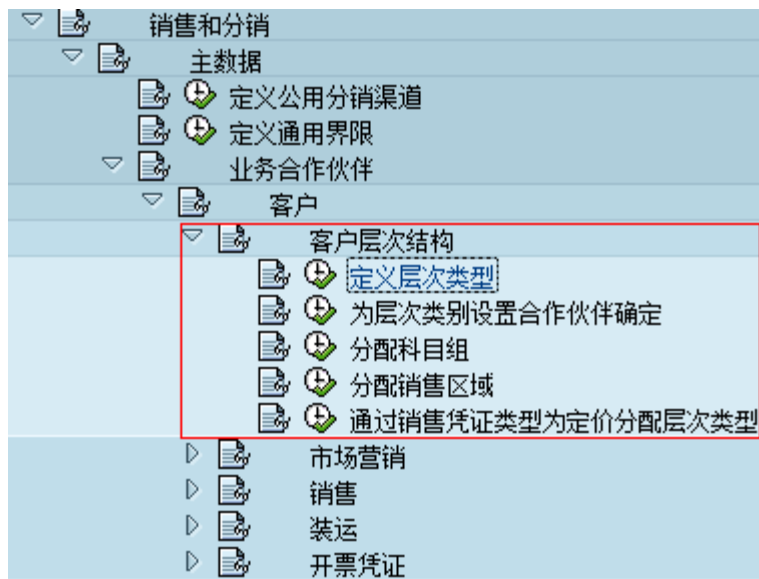 销售和分销
主数据
定义公用分销渠道
定义通用界限
业务合作伙伴
客户
客户层次结构
定义层次类型
为层次类别设置合作伙伴确定
分配科目组
分配销售区域
通过销售凭证类型为定价分配层次类型
市场营销
销售
装运
开票凭证